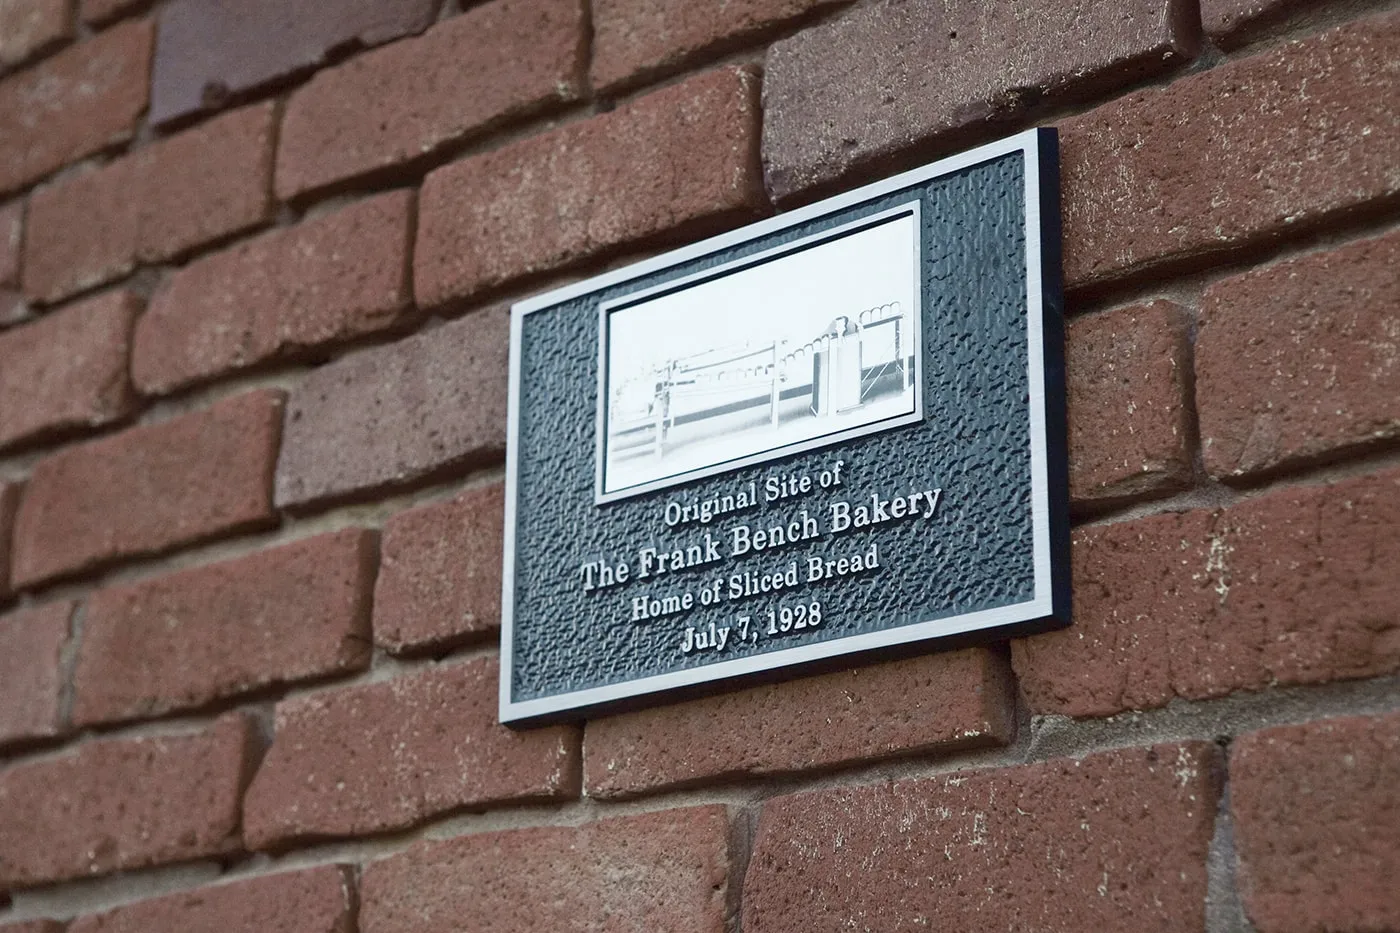 Original Site of
The Frank Bench Bakery
Home of Sliced Bread
July 7, 1928